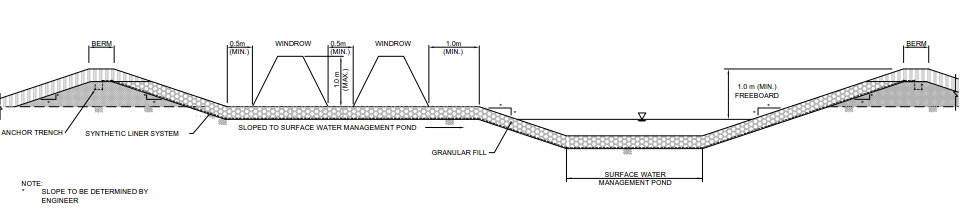 BERM
0.5m
(MIN.)
WINDROW
0.5m
(MIN.)
WINDROW
1.0m
(MIN.)
BERM
1.0 m
(MAX.)
1.0 m (MIN.)
FREEBOARD
*
*
*
*
*
ANCHOR TRENCH
SYNTHETIC LINER SYSTEM
SLOPED TO SURFACE WATER MANAGEMENT POND
GRANULAR FILL
SURFACE WATER
MANAGEMENT POND
NOTE:
* SLOPE TO BE DETERMINED BY
ENGINEER